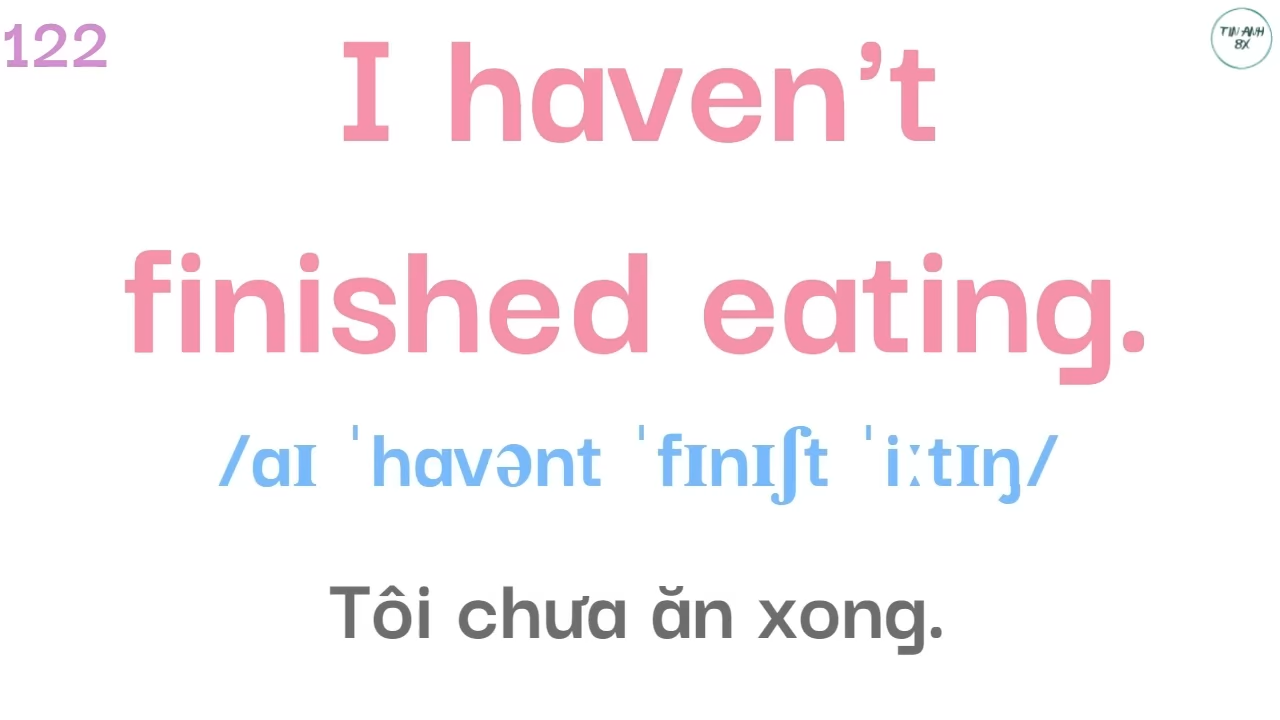 122
TIN ANH
8X
I haven’t
finished eating.
/aɪ ˈhavənt ˈfɪnɪʃt ˈiːtɪŋ/
Tôi chưa ăn xong.